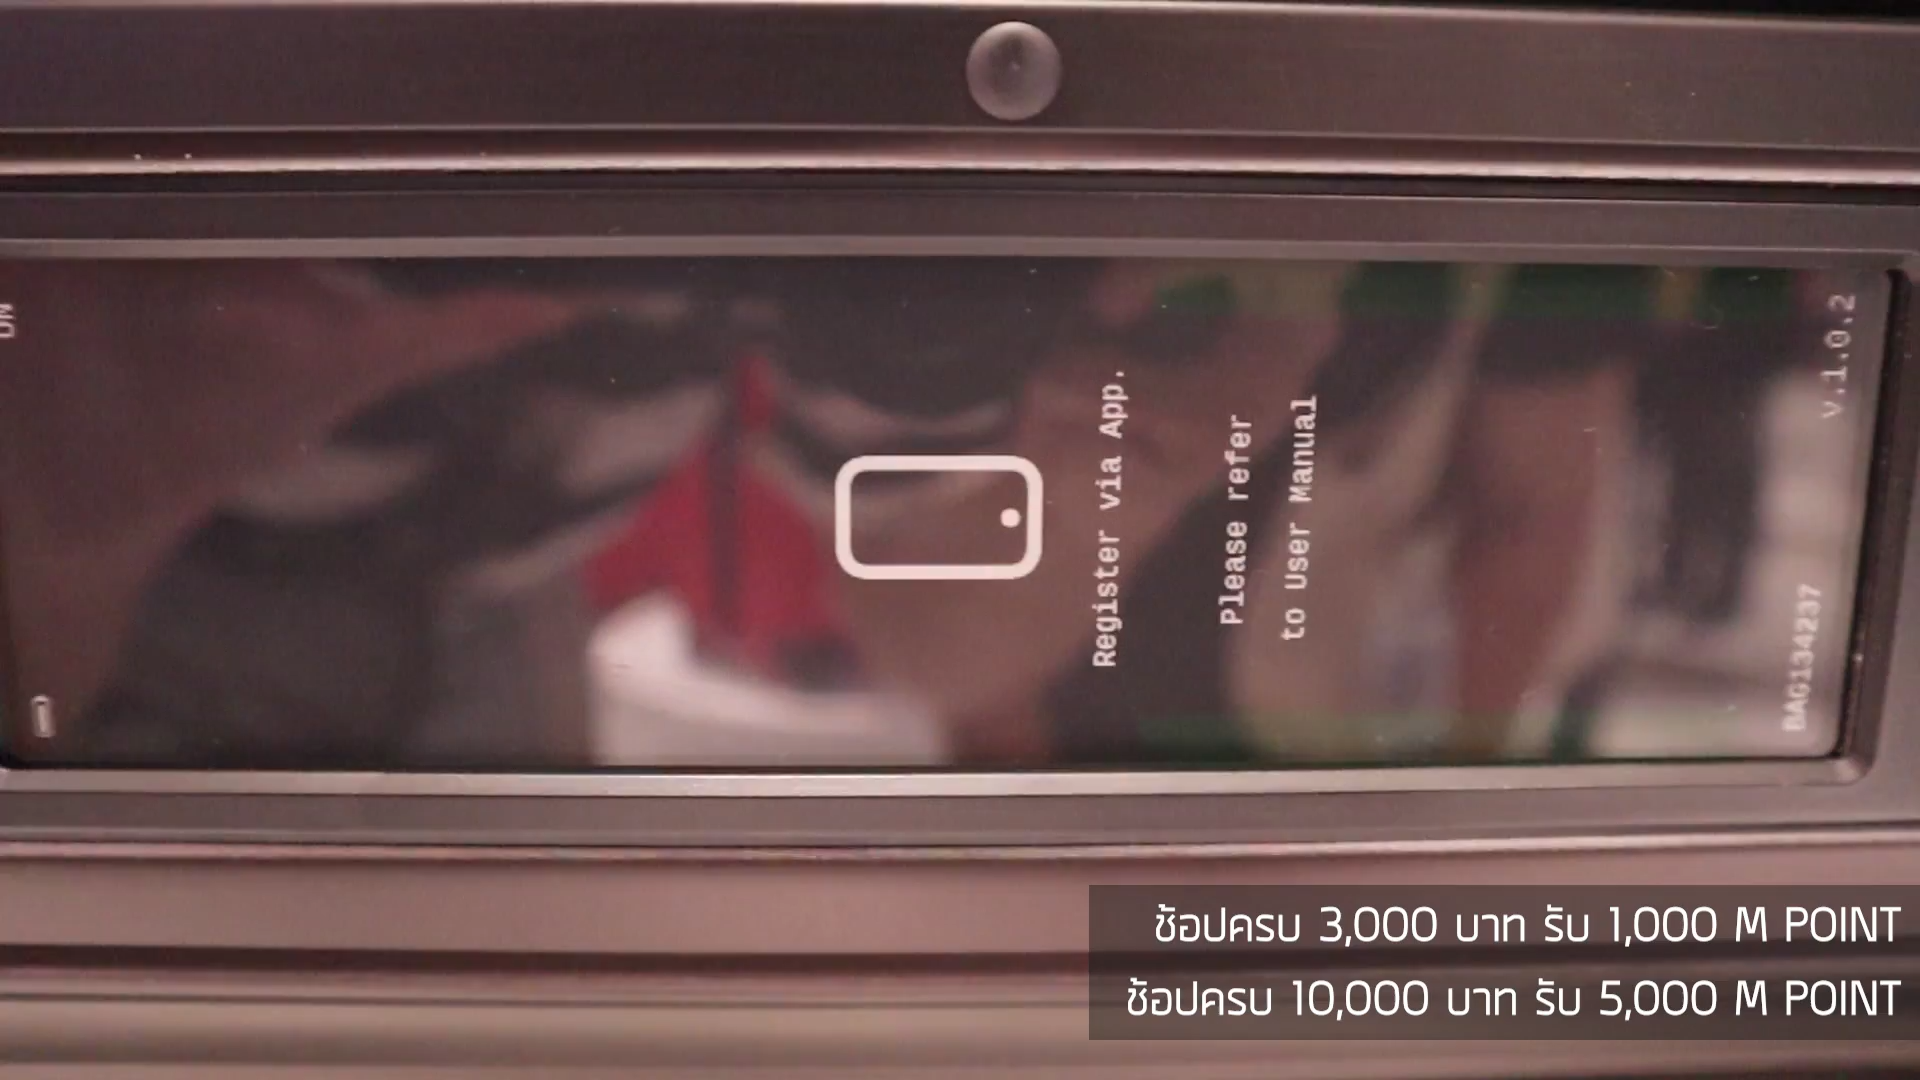 Register via App.
Please refer
to User Manual
v.1.0.2
BAG134237
ช้อปครบ 3,000 บาท รับ 1,000 M POINT
ช้อปครบ 10,000 บาท รับ 5,000 M POINT